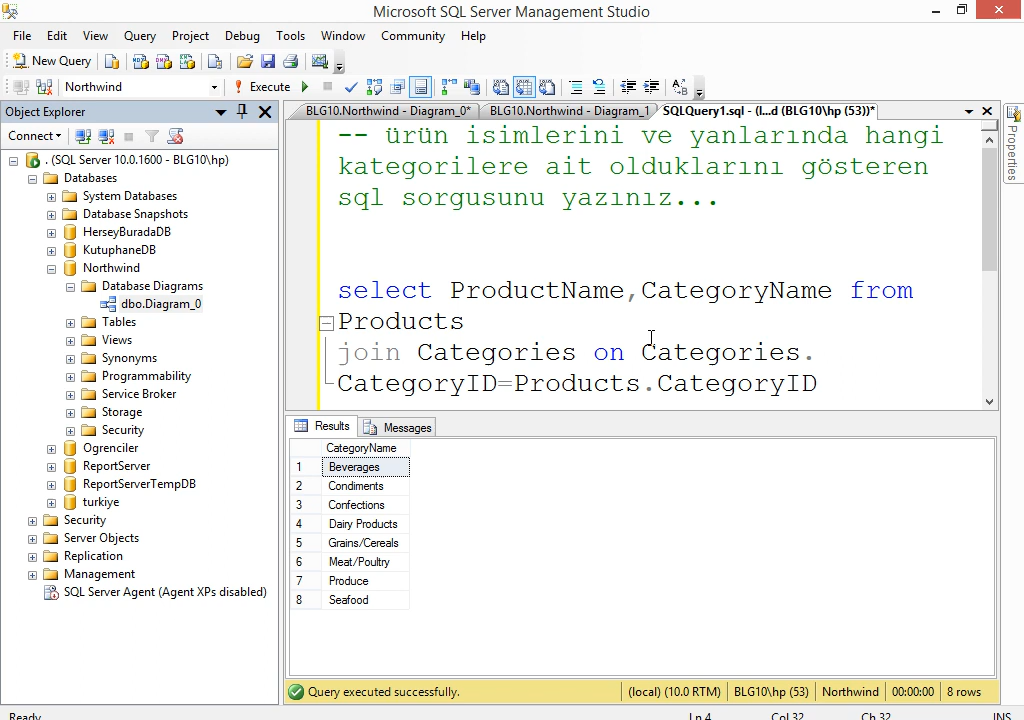 Microsoft SQL Server Management Studio
File Edit View Query Project Debug Tools Window Community Help
New Query
Northwind Execute
Object Explorer
BLG10.Northwind - Diagram_0* BLG10.Northwind - Diagram_1 SQLQuery1.sql - (l...d (BLG10\hp (53))*
Connect
Properties
. (SQL Server 10.0.1600 - BLG10\hp)
Databases
System Databases
Database Snapshots
HerseyBuradaDB
KutuphaneDB
Northwind
Database Diagrams
dbo.Diagram_0
Tables
Views
Synonyms
Programmability
Service Broker
Storage
Security
Ogrenciler
ReportServer
ReportServerTempDB
turkiye
Security
Server Objects
Replication
Management
SQL Server Agent (Agent XPs disabled)
-- ürün isimlerini ve yanlarında hangi
kategorilere ait olduklarını gösteren
sql sorgusunu yazınız...
select ProductName,CategoryName from
Products
join Categories on Categories.
CategoryID=Products.CategoryID
Results Messages
CategoryName
1 Beverages
2 Condiments
3 Confections
4 Dairy Products
5 Grains/Cereals
6 Meat/Poultry
7 Produce
8 Seafood
Query executed successfully. (local) (10.0 RTM) BLG10\hp (53) Northwind 00:00:00 8 rows
Ready Ln 4 Col 32 Ch 32 INS